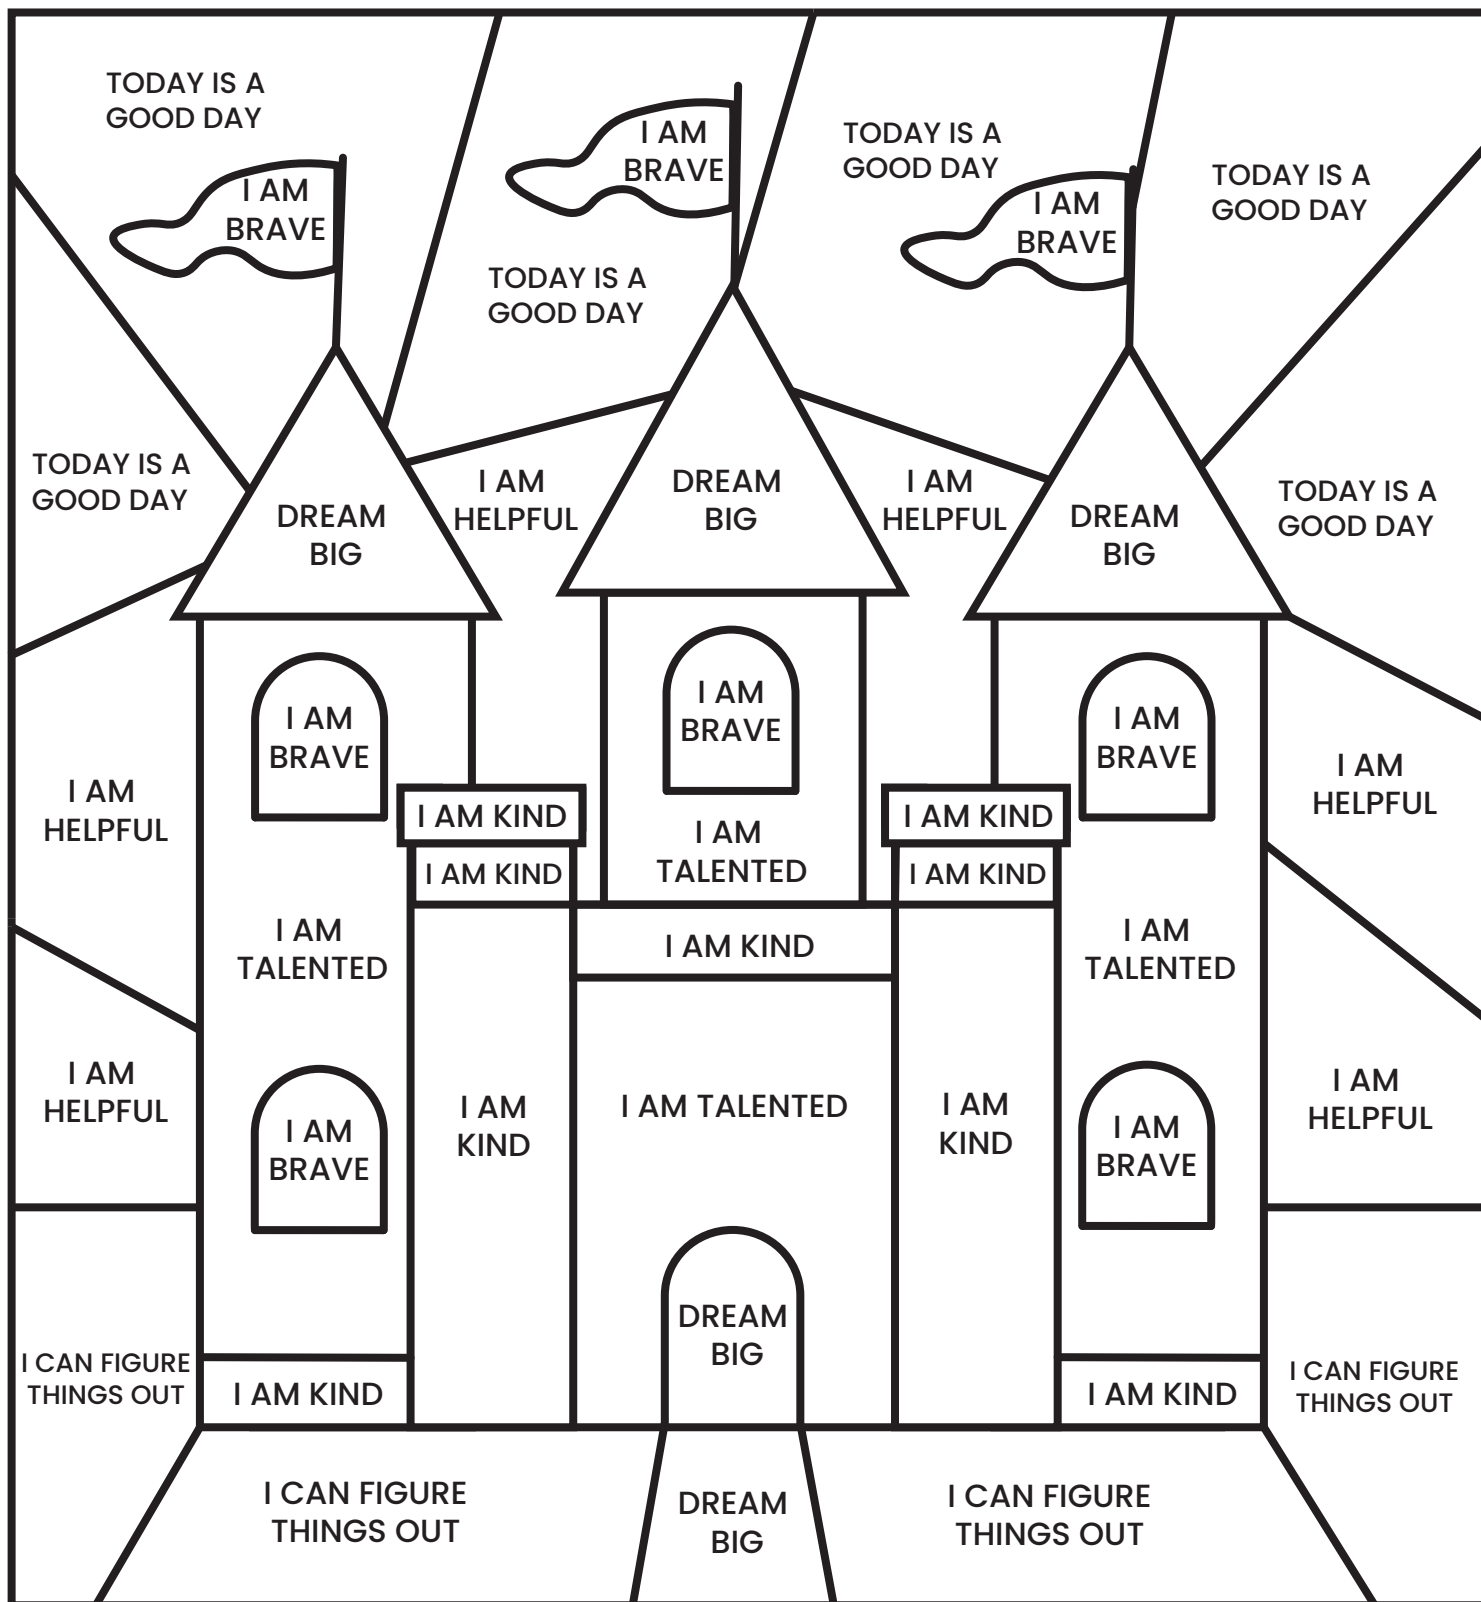 TODAY IS A
GOOD DAY
I AM
BRAVE
I AM
BRAVE
TODAY IS A
GOOD DAY
TODAY IS A
GOOD DAY
I AM
BRAVE
TODAY IS A
GOOD DAY
TODAY IS A
GOOD DAY
TODAY IS A
GOOD DAY
DREAM
BIG
I AM
HELPFUL
DREAM
BIG
I AM
HELPFUL
DREAM
BIG
TODAY IS A
GOOD DAY
I AM
BRAVE
I AM
BRAVE
I AM
BRAVE
I AM
HELPFUL
I AM KIND
I AM KIND
I AM
TALENTED
I AM KIND
I AM KIND
I AM
HELPFUL
I AM
TALENTED
I AM KIND
I AM
TALENTED
I AM
HELPFUL
I AM
BRAVE
I AM
KIND
I AM TALENTED
I AM
KIND
I AM
BRAVE
I AM
HELPFUL
I CAN FIGURE
THINGS OUT
I AM KIND
DREAM
BIG
I AM KIND
I CAN FIGURE
THINGS OUT
I CAN FIGURE
THINGS OUT
DREAM
BIG
I CAN FIGURE
THINGS OUT